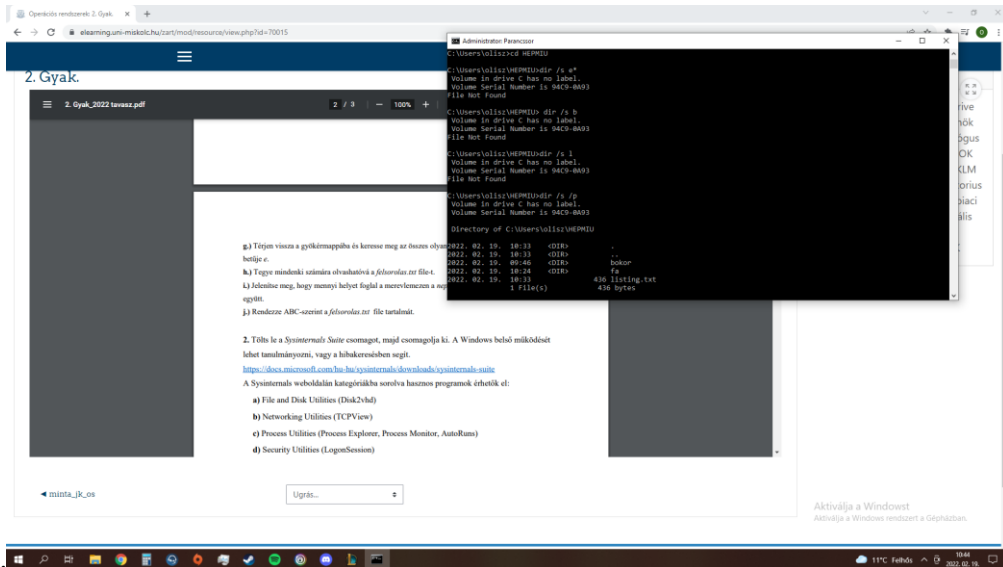 Operációs rendszerek: 2. Gyak.
elearning.uni-miskolc.hu/zart/mod/resource/view.php?id=70015
2. Gyak.
2. Gyak_2022 tavasz.pdf
2 / 3
100%
g.) Térjen vissza a gyökérmappába és keresse meg az összes olyan
betűje e.
h.) Tegye mindenki számára olvashatóvá a felsorolas.txt file-t.
i.) Jelenítse meg, hogy mennyi helyet foglal a merevlemezen a
együtt.
j.) Rendezze ABC-szerint a felsorolas.txt file tartalmát.
2. Tölts le a Sysinternals Suite csomagot, majd csomagolja ki. A Windows belső működését
lehet tanulmányozni, vagy a hibakeresésben segít.
https://docs.microsoft.com/hu-hu/sysinternals/downloads/sysinternals-suite
A Sysinternals weboldalán kategóriákba sorolva hasznos programok érhetők el:
a) File and Disk Utilities (Disk2vhd)
b) Networking Utilities (TCPView)
c) Process Utilities (Process Explorer, Process Monitor, AutoRuns)
d) Security Utilities (LogonSession)
Administrator: Parancssor
C:\Users\olisz>cd HEPMIU
C:\Users\olisz\HEPMIU>dir /s e*
Volume in drive C has no label.
Volume Serial Number is 94C9-0A93
File Not Found
C:\Users\olisz\HEPMIU> dir /s b
Volume in drive C has no label.
Volume Serial Number is 94C9-0A93
File Not Found
C:\Users\olisz\HEPMIU>dir /s l
Volume in drive C has no label.
Volume Serial Number is 94C9-0A93
File Not Found
C:\Users\olisz\HEPMIU>dir /s /p
Volume in drive C has no label.
Volume Serial Number is 94C9-0A93
Directory of C:\Users\olisz\HEPMIU
2022. 02. 19. 10:33 <DIR> .
2022. 02. 19. 10:33 <DIR> ..
2022. 02. 19. 09:46 <DIR> bokor
2022. 02. 19. 10:24 <DIR> fa
2022. 02. 19. 10:33 436 listing.txt
1 File(s) 436 bytes
rive
nök
ógus
OK
KLM
orius
piaci
ális
◄ minta_jk_os
Ugrás...
Aktiválja a Windowst
Aktiválja a Windows rendszert a Gépházban.
11°C Felhős
10:44
2022. 02. 19.